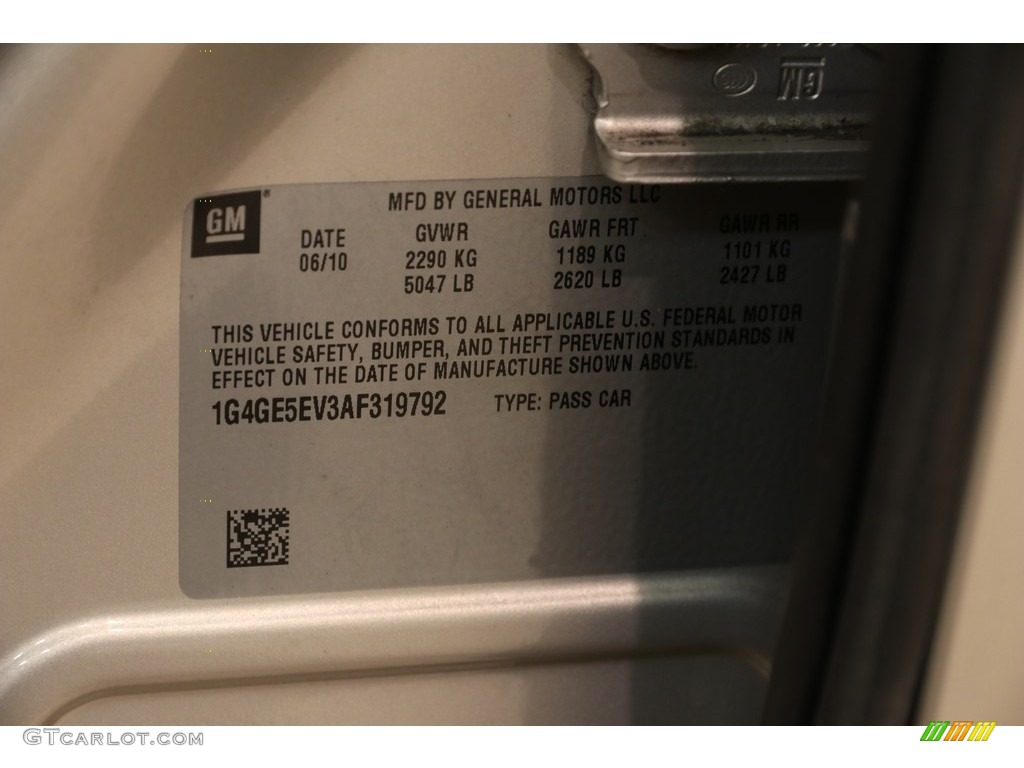 GM
GM
MFD BY GENERAL MOTORS LLC
DATE GVWR GAWR FRT GAWR RR
06/10 2290 KG 1189 KG 1101 KG
5047 LB 2620 LB 2427 LB
THIS VEHICLE CONFORMS TO ALL APPLICABLE U.S. FEDERAL MOTOR
VEHICLE SAFETY, BUMPER, AND THEFT PREVENTION STANDARDS IN
EFFECT ON THE DATE OF MANUFACTURE SHOWN ABOVE.
1G4GE5EV3AF319792 TYPE: PASS CAR
GTCARLOT.COM